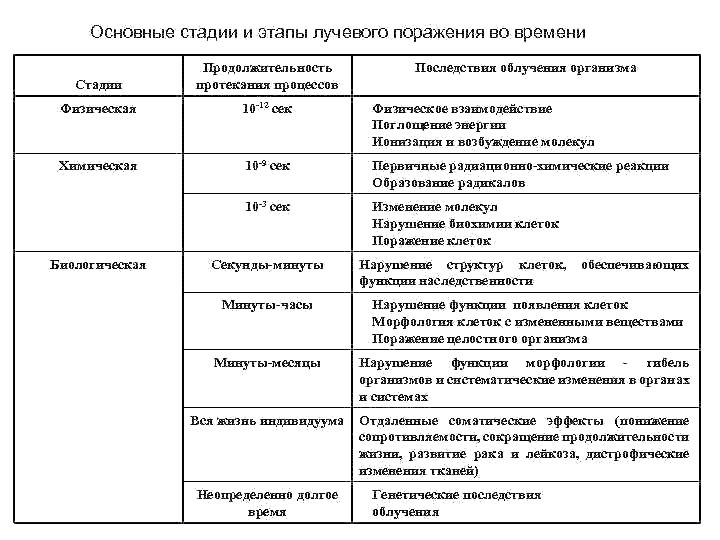 Основные стадии и этапы лучевого поражения во времени
Стадии
Продолжительность
протекания процессов
Последствия облучения организма
Физическая
10-12 сек
Физическое взаимодействие
Поглощение энергии
Ионизация и возбуждение молекул
Химическая
10-9 сек
Первичные радиационно-химические реакции
Образование радикалов
10-3 сек
Изменение молекул
Нарушение биохимии клеток
Поражение клеток
Биологическая
Секунды-минуты
Нарушение структур клеток, обеспечивающих
функции наследственности
Минуты-часы
Нарушение функции появления клеток
Морфология клеток с измененными веществами
Поражение целостного организма
Минуты-месяцы
Нарушение функции морфологии - гибель
организмов и систематические изменения в органах
и системах
Вся жизнь индивидуума
Отдаленные соматические эффекты (понижение
сопротивляемости, сокращение продолжительности
жизни, развитие рака и лейкоза, дистрофические
изменения тканей)
Неопределенно долгое
время
Генетические последствия
облучения